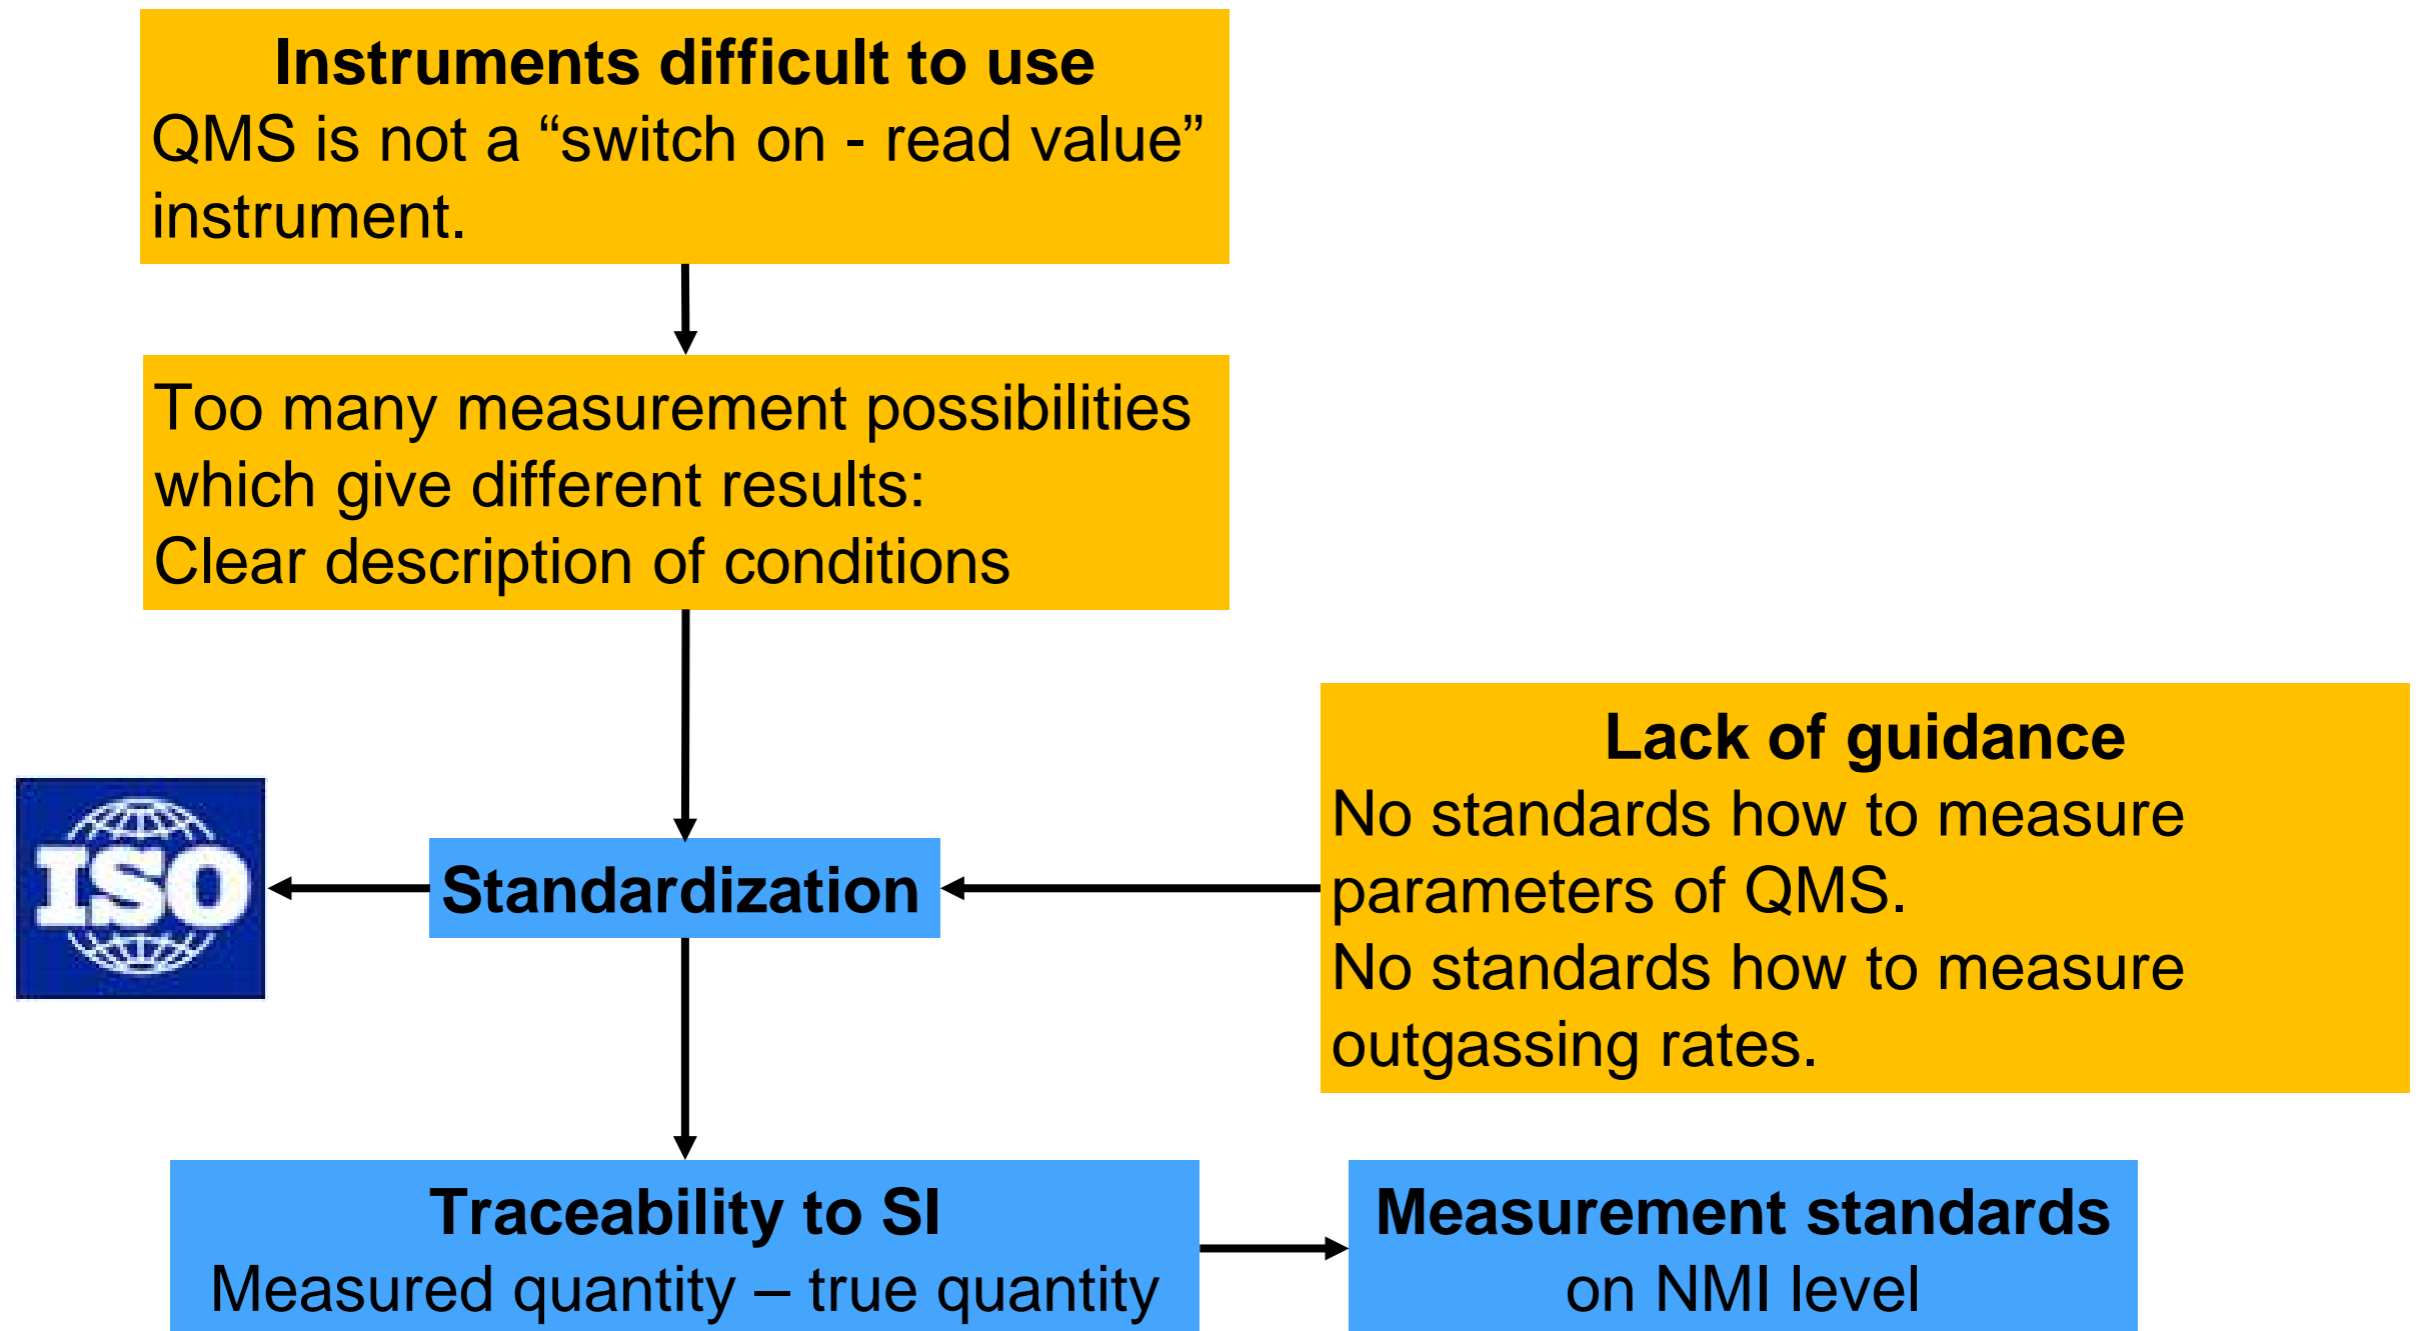 Instruments difficult to use
QMS is not a “switch on - read value”
instrument.
Too many measurement possibilities
which give different results:
Clear description of conditions
Lack of guidance
No standards how to measure
parameters of QMS.
No standards how to measure
outgassing rates.
ISO
Standardization
Traceability to SI
Measured quantity – true quantity
Measurement standards
on NMI level